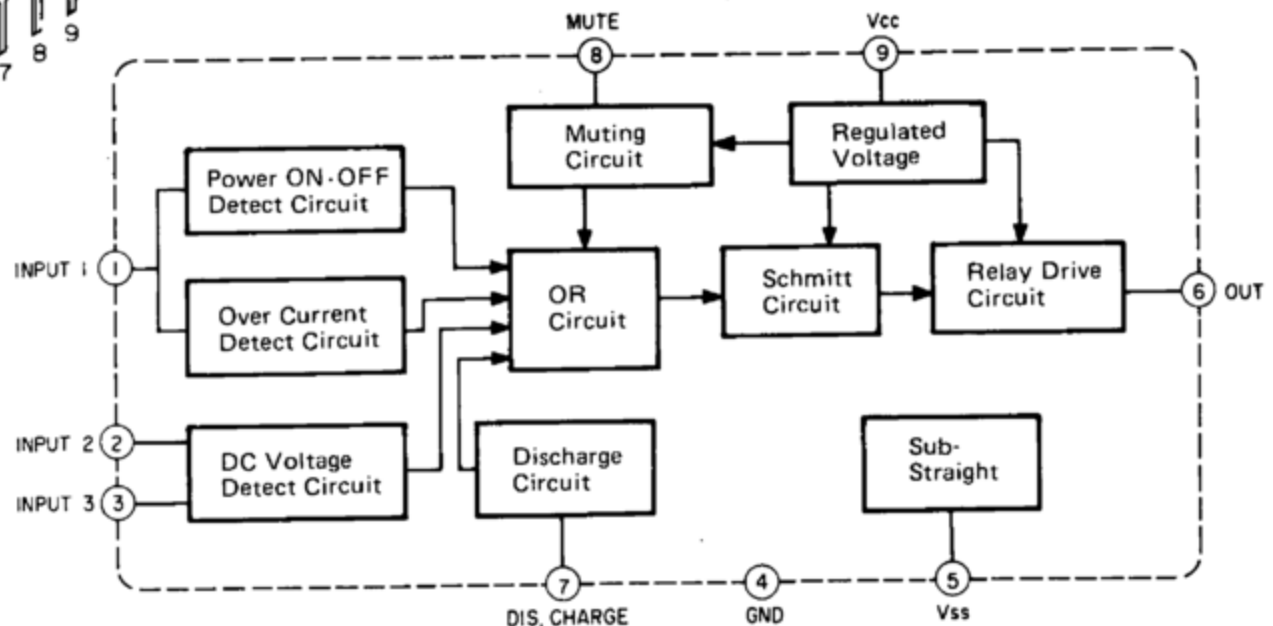 7
8
9
MUTE
Vcc
8
9
Muting
Circuit
Regulated
Voltage
Power ON-OFF
Detect Circuit
INPUT 1
1
Over Current
Detect Circuit
OR
Circuit
Schmitt
Circuit
Relay Drive
Circuit
6
OUT
INPUT 2
2
INPUT 3
3
DC Voltage
Detect Circuit
Discharge
Circuit
Sub-
Straight
7
4
5
DIS. CHARGE
GND
Vss